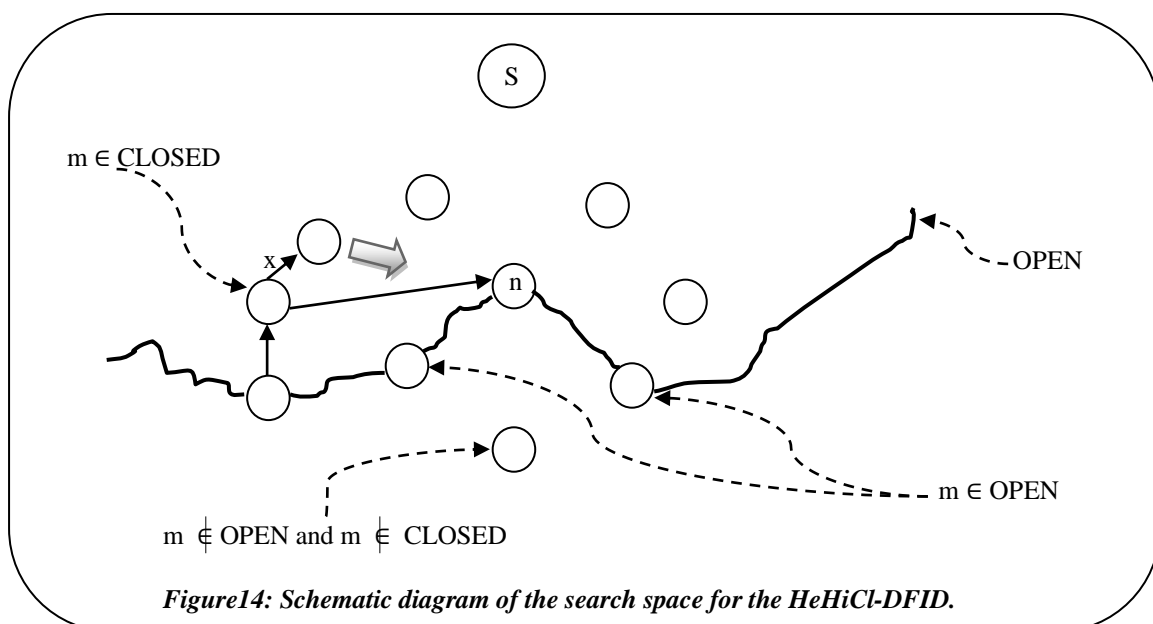 S
m ∈ CLOSED
x
n
OPEN
m ∈ OPEN
m ∉ OPEN and m ∉ CLOSED
Figure14: Schematic diagram of the search space for the HeHiCl-DFID.